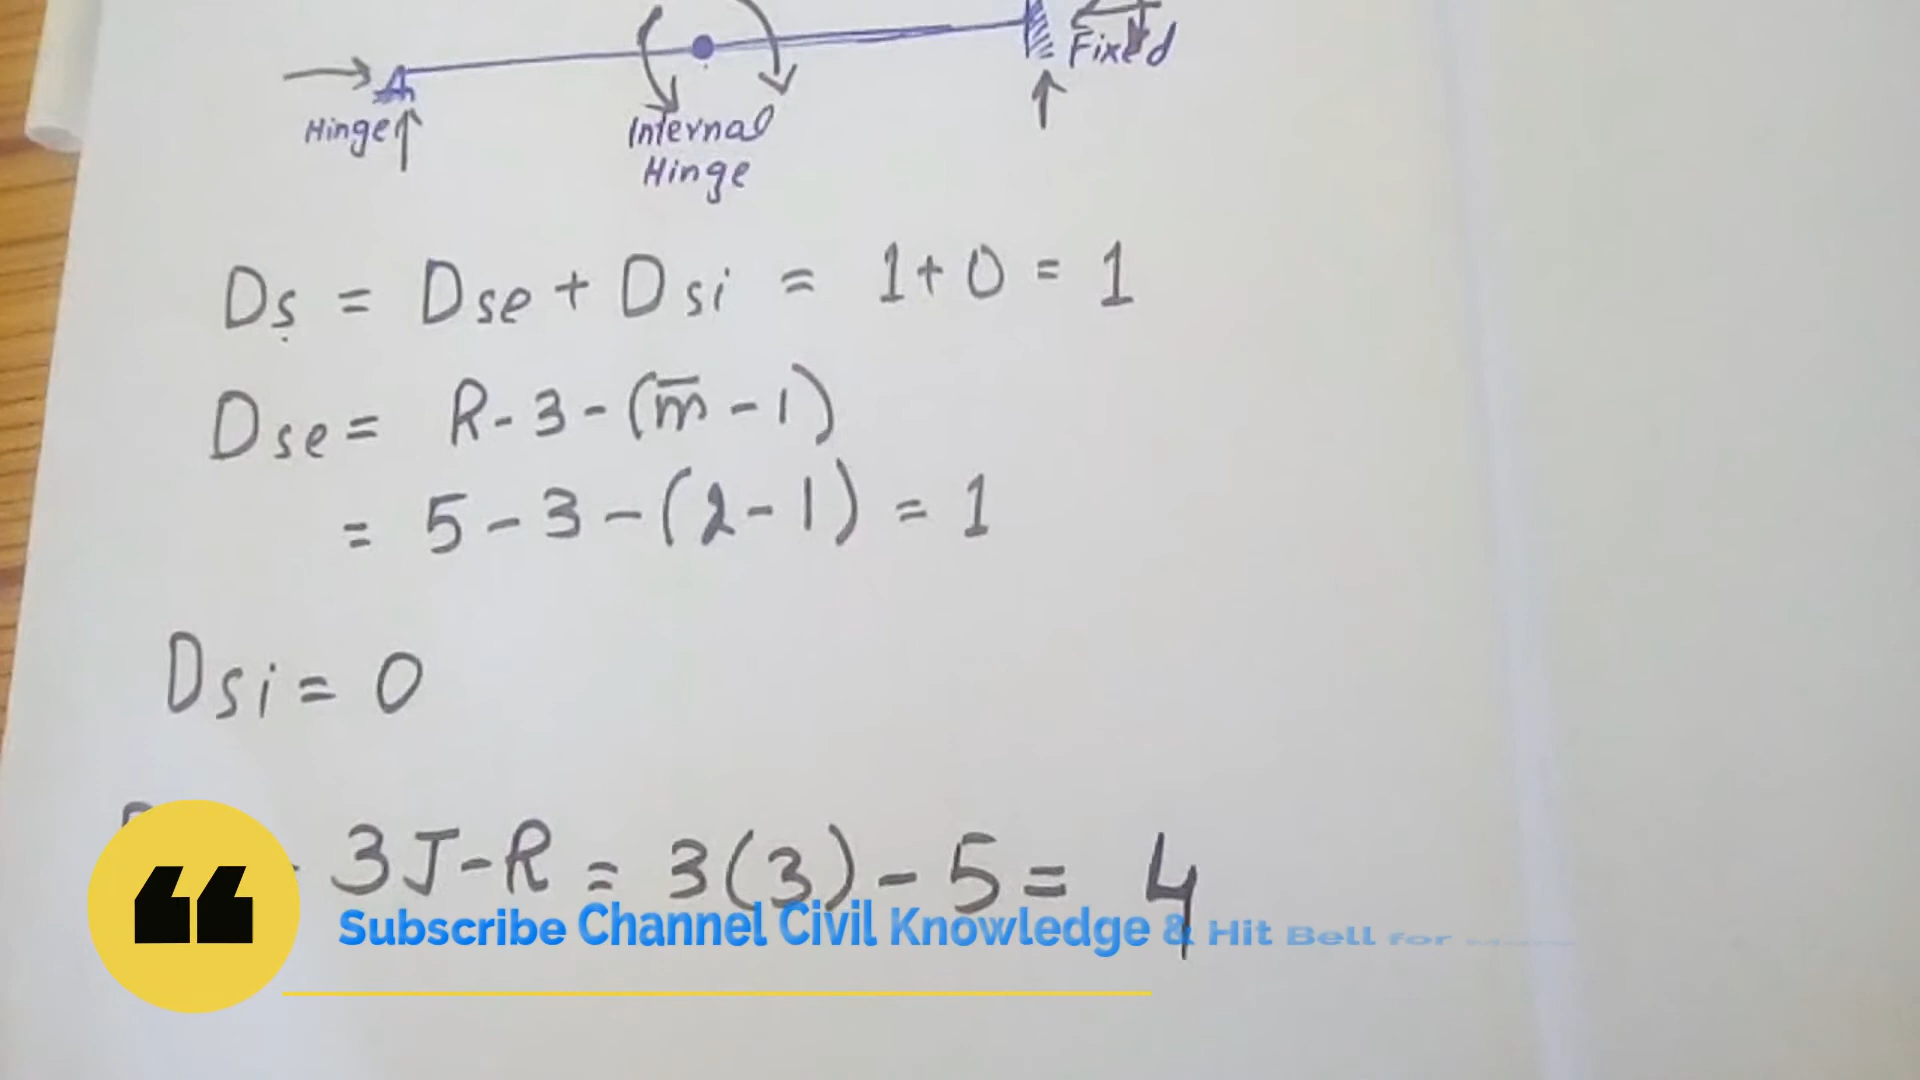 Fixed
Hinge
Internal
Hinge
Ds = Dse + Dsi = 1+0 = 1
Dse = R-3-(m̅-1)
= 5-3-(2-1) = 1
Dsi = 0
3J-R = 3(3)-5 = 4
Subscribe Channel Civil Knowledge & Hit Bell for